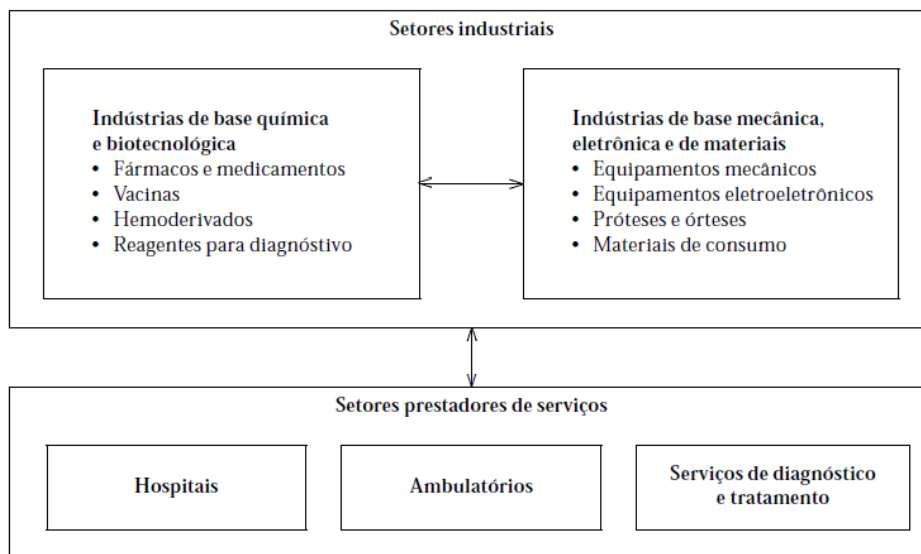 Setores industriais
Indústrias de base química
e biotecnológica
• Fármacos e medicamentos
• Vacinas
• Hemoderivados
• Reagentes para diagnóstivo
Indústrias de base mecânica,
eletrônica e de materiais
• Equipamentos mecânicos
• Equipamentos eletroeletrônicos
• Próteses e órteses
• Materiais de consumo
Setores prestadores de serviços
Hospitais
Ambulatórios
Serviços de diagnóstico
e tratamento